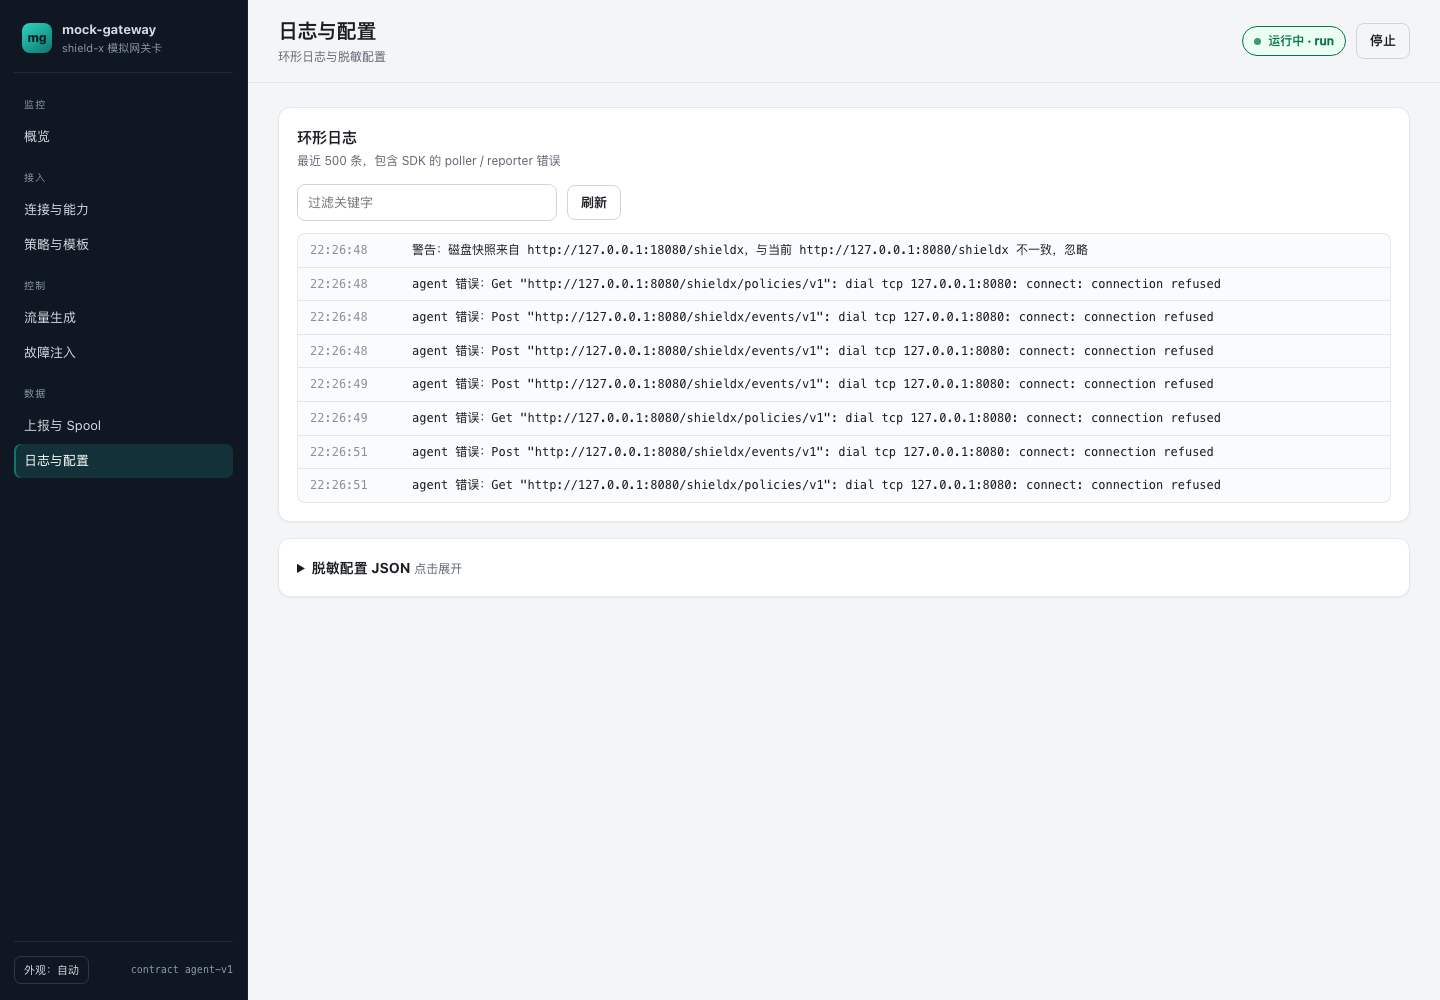 mg
mock-gateway
shield-x 模拟网关卡
监控
概览
接入
连接与能力
策略与模板
控制
流量生成
故障注入
数据
上报与 Spool
日志与配置
外观：自动
contract agent-v1
日志与配置
环形日志与脱敏配置
运行中 · run
停止
环形日志
最近 500 条，包含 SDK 的 poller / reporter 错误
过滤关键字
刷新
22:26:48 警告：磁盘快照来自 http://127.0.0.1:18080/shieldx，与当前 http://127.0.0.1:8080/shieldx 不一致，忽略
22:26:48 agent 错误：Get "http://127.0.0.1:8080/shieldx/policies/v1": dial tcp 127.0.0.1:8080: connect: connection refused
22:26:48 agent 错误：Post "http://127.0.0.1:8080/shieldx/events/v1": dial tcp 127.0.0.1:8080: connect: connection refused
22:26:48 agent 错误：Post "http://127.0.0.1:8080/shieldx/events/v1": dial tcp 127.0.0.1:8080: connect: connection refused
22:26:49 agent 错误：Post "http://127.0.0.1:8080/shieldx/events/v1": dial tcp 127.0.0.1:8080: connect: connection refused
22:26:49 agent 错误：Get "http://127.0.0.1:8080/shieldx/policies/v1": dial tcp 127.0.0.1:8080: connect: connection refused
22:26:51 agent 错误：Post "http://127.0.0.1:8080/shieldx/events/v1": dial tcp 127.0.0.1:8080: connect: connection refused
22:26:51 agent 错误：Get "http://127.0.0.1:8080/shieldx/policies/v1": dial tcp 127.0.0.1:8080: connect: connection refused
脱敏配置 JSON 点击展开